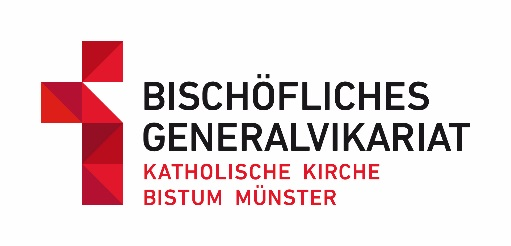 BISCHÖFLICHES
GENERALVIKARIAT
KATHOLISCHE KIRCHE
BISTUM MÜNSTER